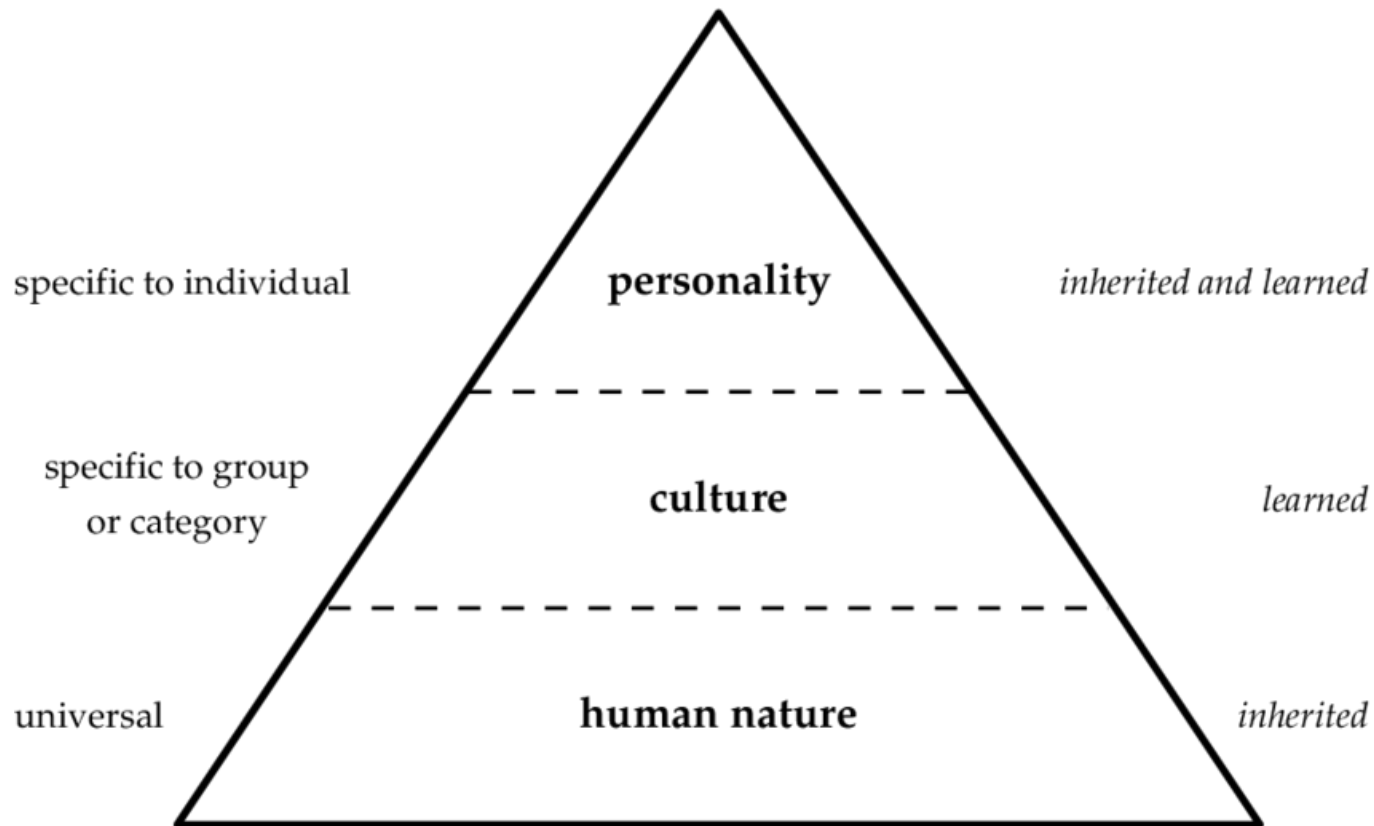 specific to individual
personality
inherited and learned
specific to group
or category
culture
learned
universal
human nature
inherited